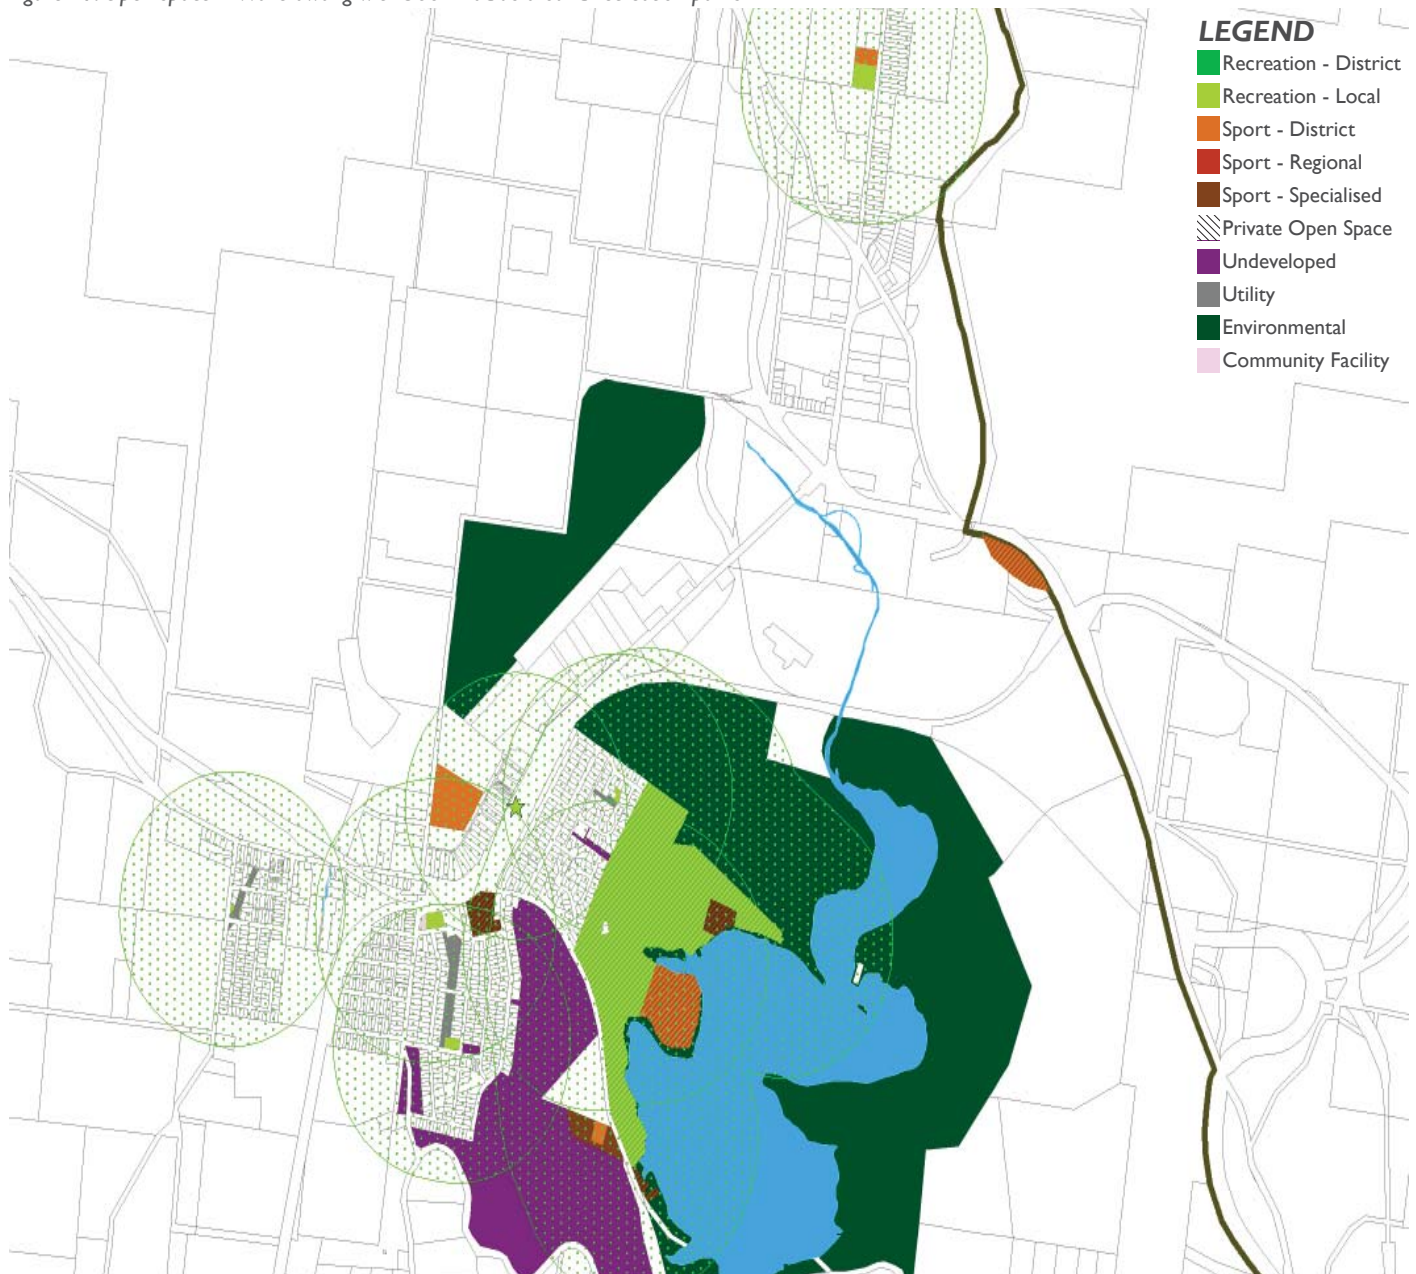 LEGEND
Recreation - District
Recreation - Local
Sport - District
Sport - Regional
Sport - Specialised
Private Open Space
Undeveloped
Utility
Environmental
Community Facility